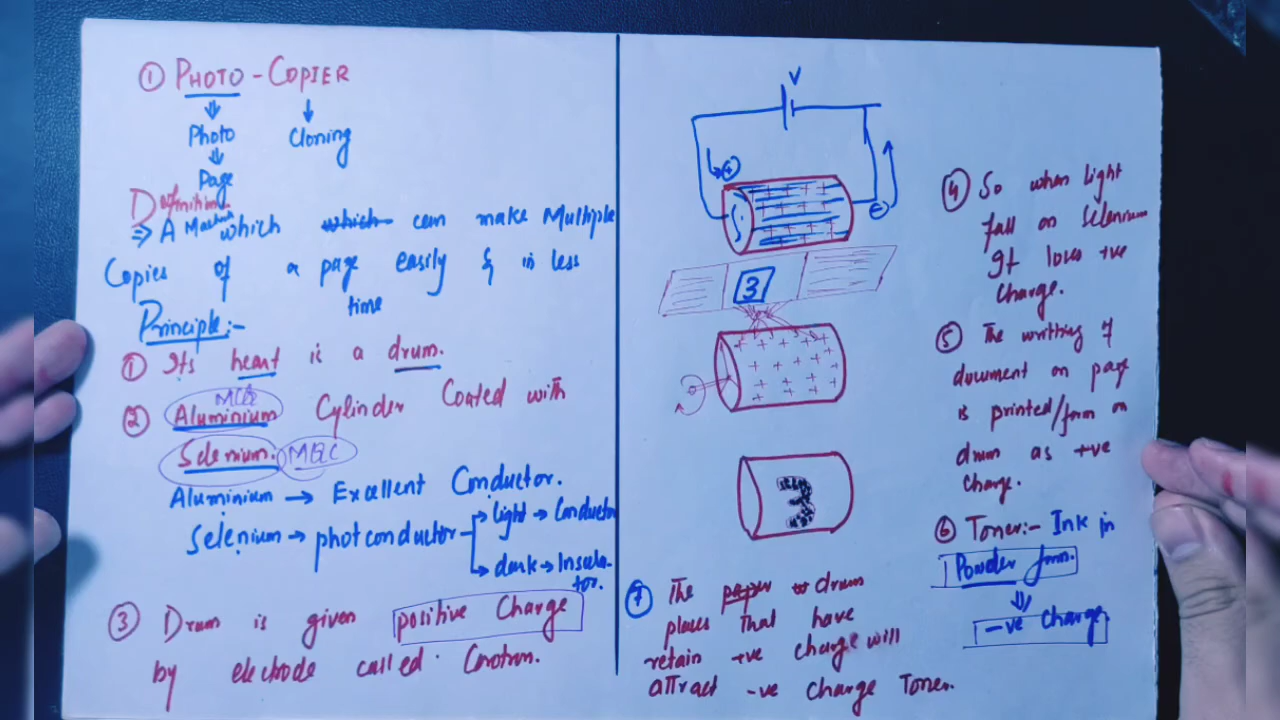 ① PHOTO - COPIER
Photo Cloning
Page
Definition
⇒ A Machine which which can make Multiple
Copies of a page easily & in less
time
Principle:-
① Its heart is a drum.
MCQ
② Aluminium Cylinder Coated with
Selenium. MCQ
Aluminium → Excellent Conductor.
Selenium → photconductor
light → Conductor
dark → Insula-
tor.
③ Drum is given positive Charge
by electrode called Corotron.
V
+
-
3
3
④ So when light
fall on selenium
It loses +ve
charge.
⑤ The writting of
document on page
is printed/form on
drum as +ve
charge.
⑥ Toner:- Ink in
Powder form.
-ve charge
⑦ The paper drum
places that have
retain +ve charge will
attract -ve charge Toner.